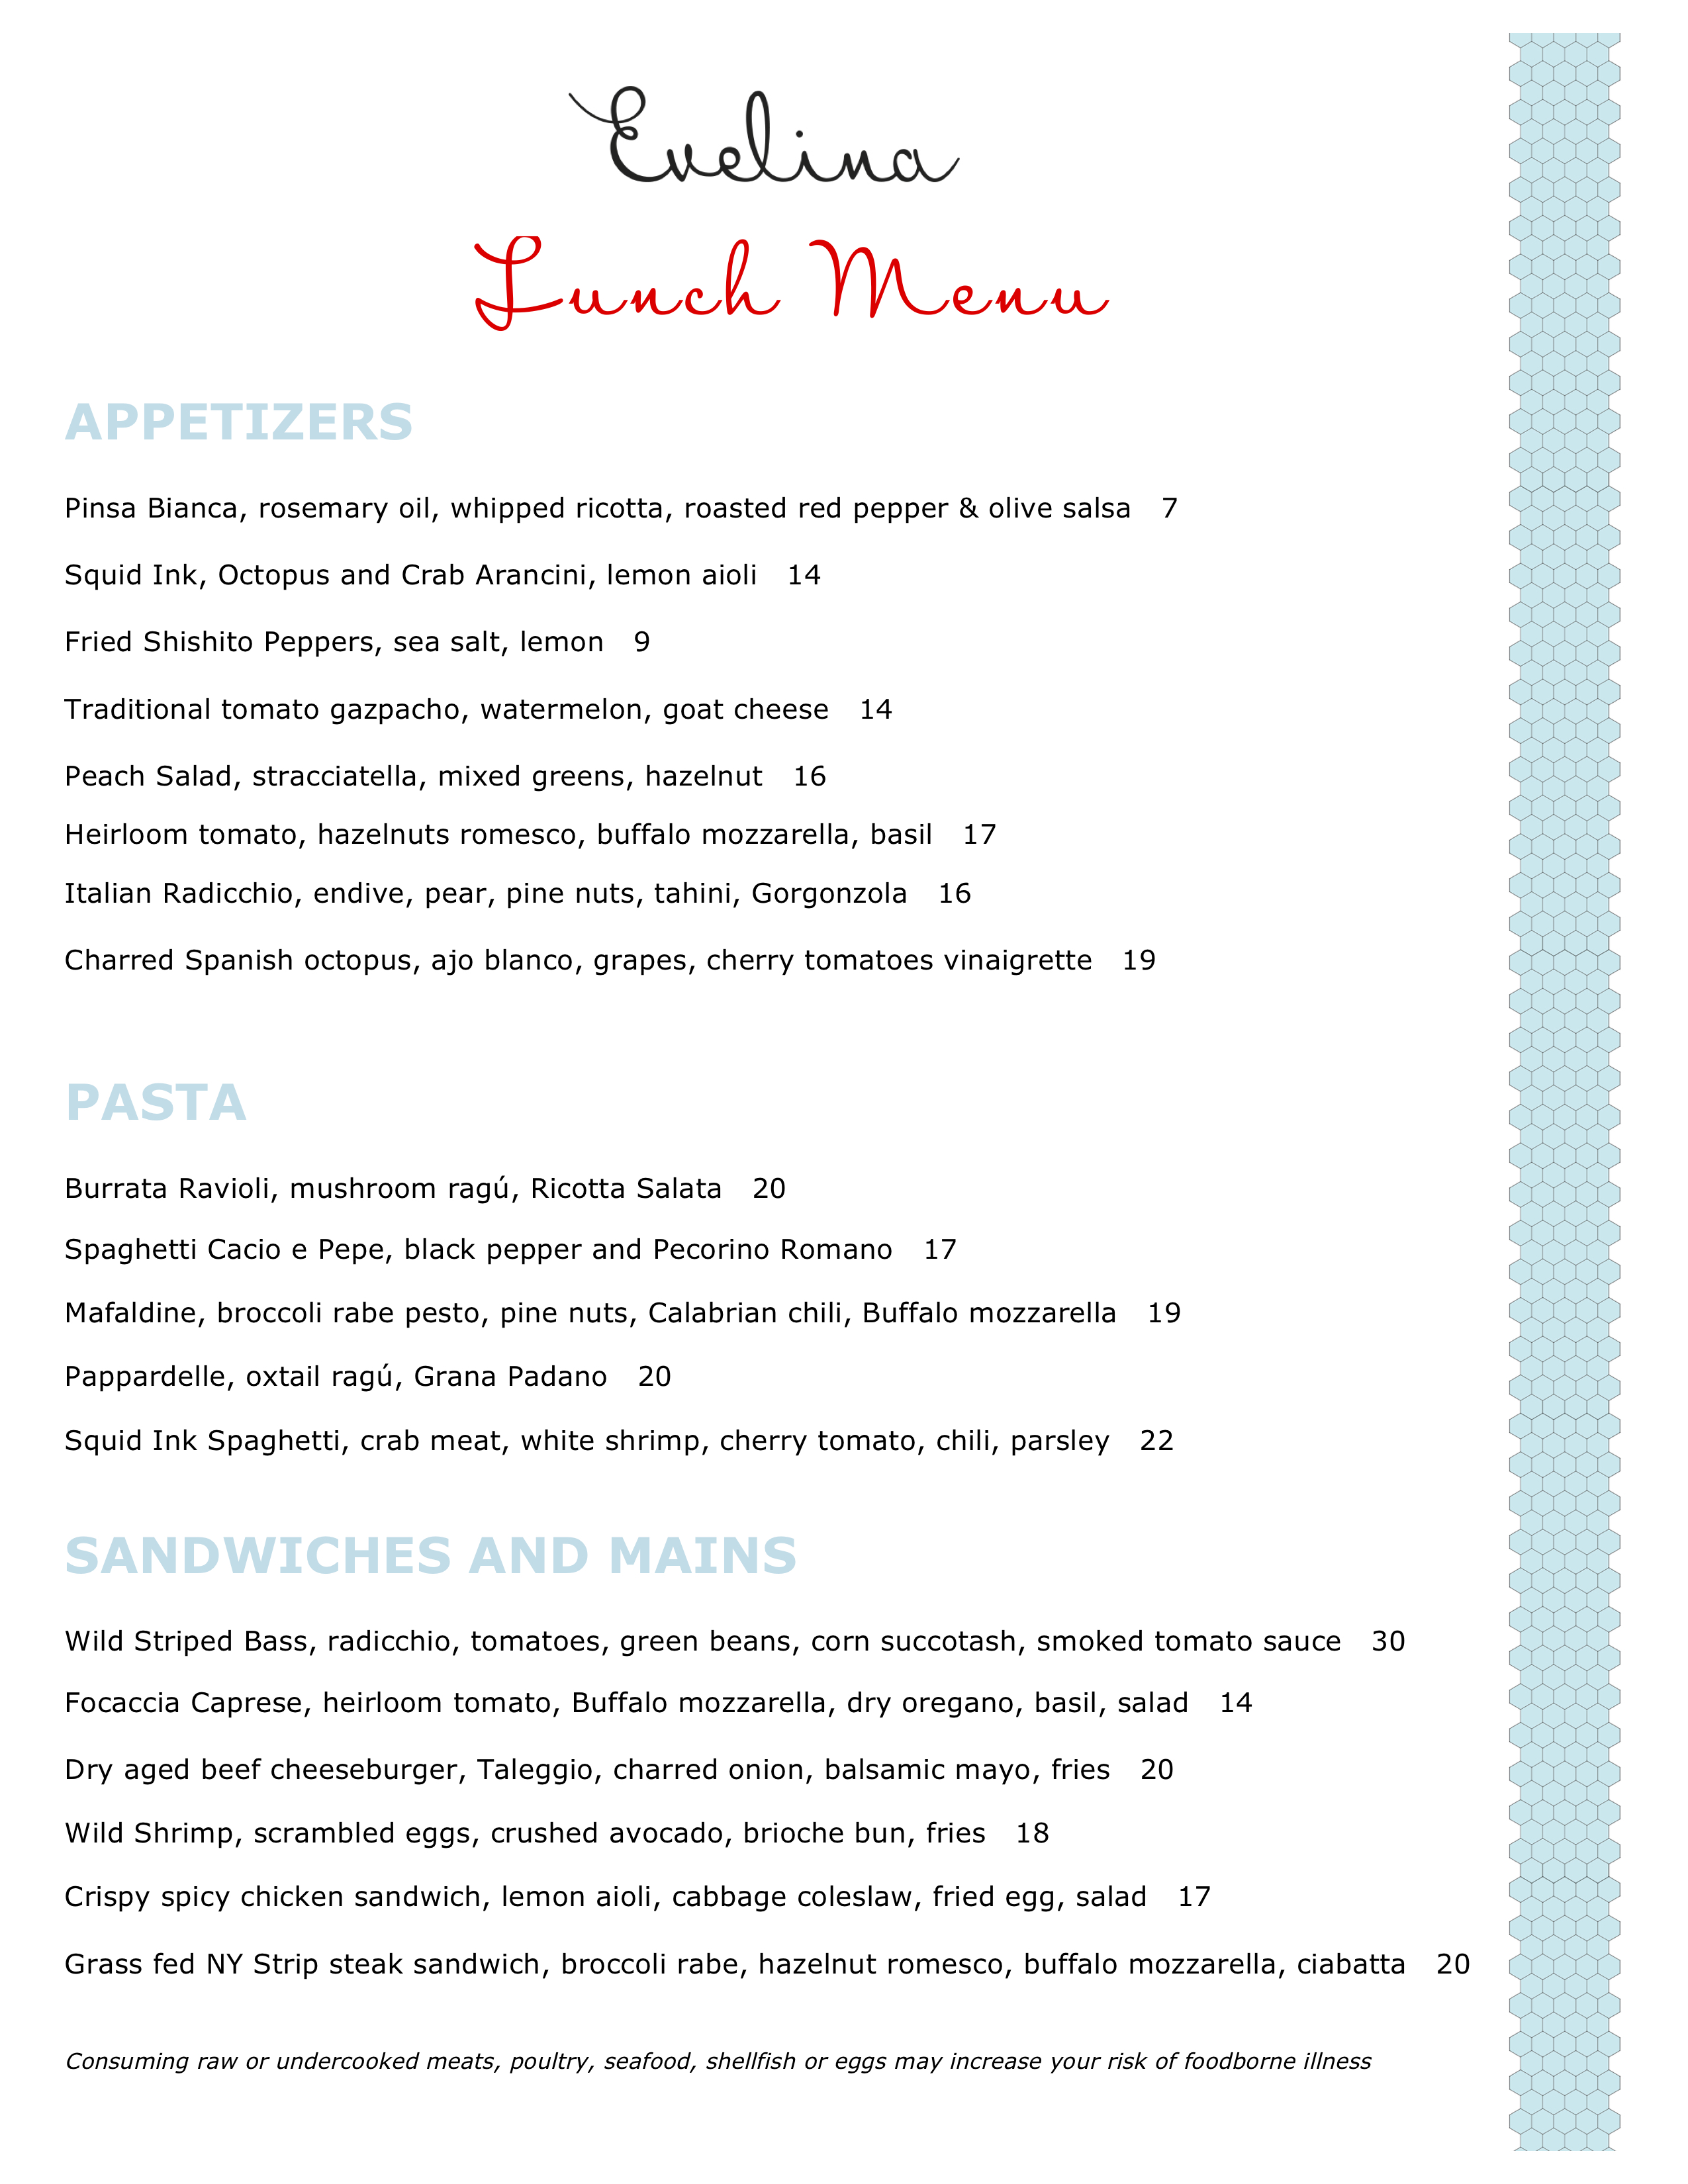 Evelina
Lunch Menu
APPETIZERS
Pinsa Bianca, rosemary oil, whipped ricotta, roasted red pepper & olive salsa 7
Squid Ink, Octopus and Crab Arancini, lemon aioli 14
Fried Shishito Peppers, sea salt, lemon 9
Traditional tomato gazpacho, watermelon, goat cheese 14
Peach Salad, stracciatella, mixed greens, hazelnut 16
Heirloom tomato, hazelnuts romesco, buffalo mozzarella, basil 17
Italian Radicchio, endive, pear, pine nuts, tahini, Gorgonzola 16
Charred Spanish octopus, ajo blanco, grapes, cherry tomatoes vinaigrette 19
PASTA
Burrata Ravioli, mushroom ragú, Ricotta Salata 20
Spaghetti Cacio e Pepe, black pepper and Pecorino Romano 17
Mafaldine, broccoli rabe pesto, pine nuts, Calabrian chili, Buffalo mozzarella 19
Pappardelle, oxtail ragú, Grana Padano 20
Squid Ink Spaghetti, crab meat, white shrimp, cherry tomato, chili, parsley 22
SANDWICHES AND MAINS
Wild Striped Bass, radicchio, tomatoes, green beans, corn succotash, smoked tomato sauce 30
Focaccia Caprese, heirloom tomato, Buffalo mozzarella, dry oregano, basil, salad 14
Dry aged beef cheeseburger, Taleggio, charred onion, balsamic mayo, fries 20
Wild Shrimp, scrambled eggs, crushed avocado, brioche bun, fries 18
Crispy spicy chicken sandwich, lemon aioli, cabbage coleslaw, fried egg, salad 17
Grass fed NY Strip steak sandwich, broccoli rabe, hazelnut romesco, buffalo mozzarella, ciabatta 20
Consuming raw or undercooked meats, poultry, seafood, shellfish or eggs may increase your risk of foodborne illness